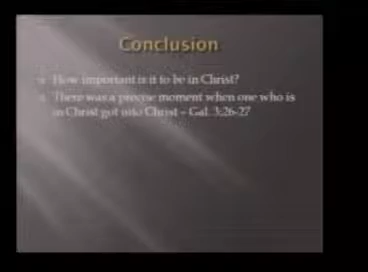 Conclusion
How important is it to be in Christ?
There was a precise moment when one who is
in Christ got into Christ – Gal. 3:26-27